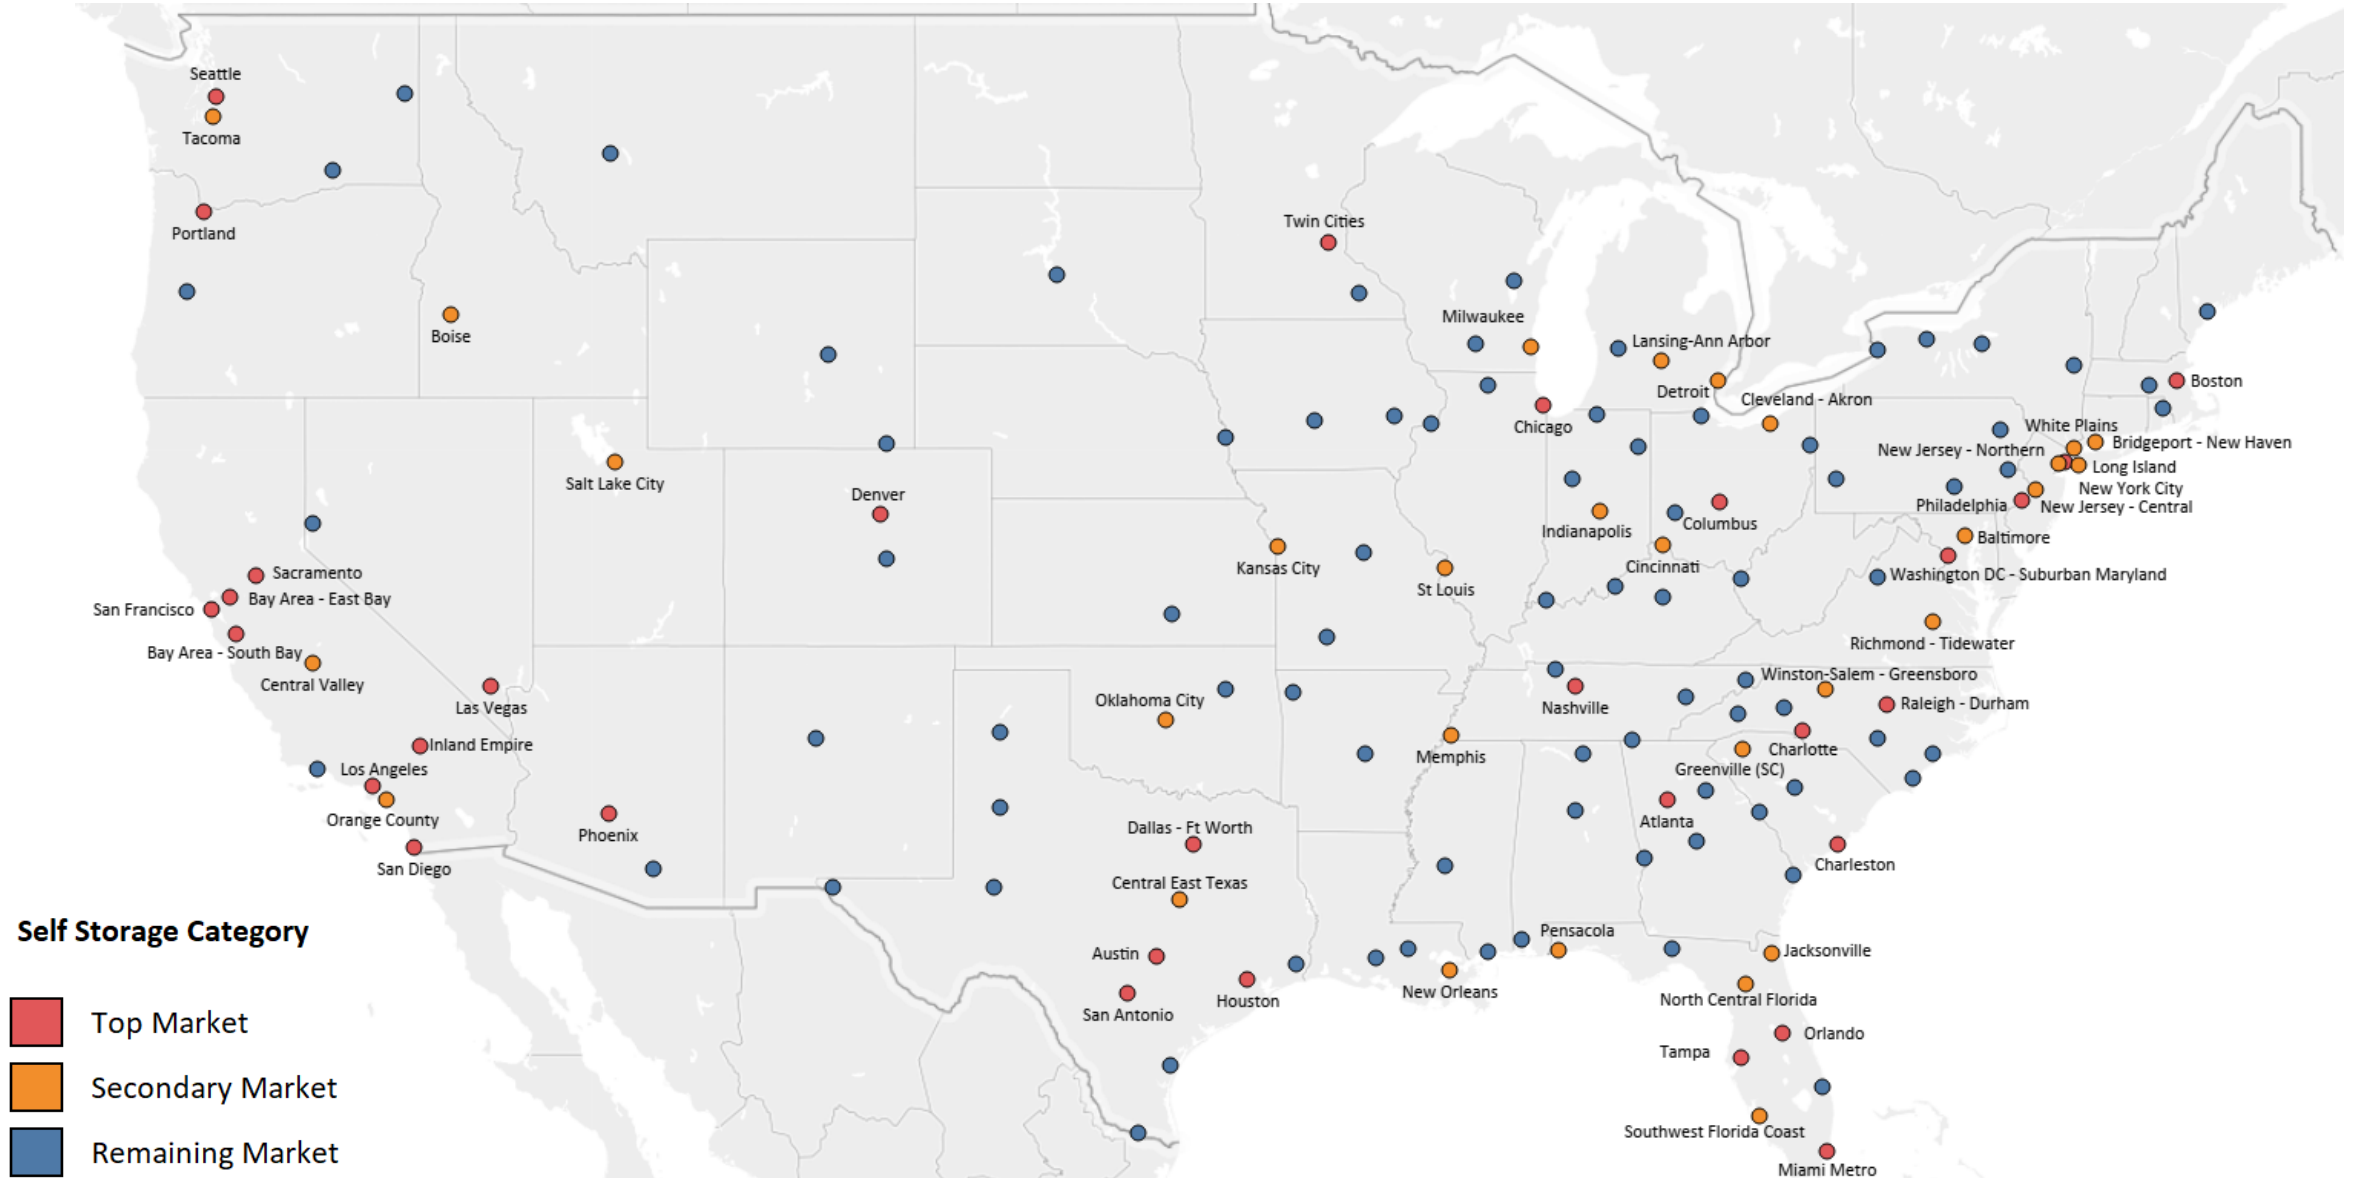 Seattle
Tacoma
Portland
Twin Cities
Milwaukee
Boise
Lansing-Ann Arbor
Detroit
Boston
Cleveland - Akron
Chicago
White Plains
Bridgeport - New Haven
New Jersey - Northern
Long Island
Salt Lake City
New York City
Denver
Philadelphia
New Jersey - Central
Columbus
Indianapolis
Baltimore
Kansas City
Cincinnati
Sacramento
Washington DC - Suburban Maryland
St Louis
Bay Area - East Bay
San Francisco
Richmond - Tidewater
Bay Area - South Bay
Central Valley
Winston-Salem - Greensboro
Oklahoma City
Las Vegas
Nashville
Raleigh - Durham
Inland Empire
Charlotte
Memphis
Los Angeles
Greenville (SC)
Orange County
Atlanta
Dallas - Ft Worth
Phoenix
Charleston
San Diego
Central East Texas
Self Storage Category
Pensacola
Jacksonville
Austin
New Orleans
Houston
North Central Florida
San Antonio
Top Market
Orlando
Tampa
Secondary Market
Southwest Florida Coast
Remaining Market
Miami Metro